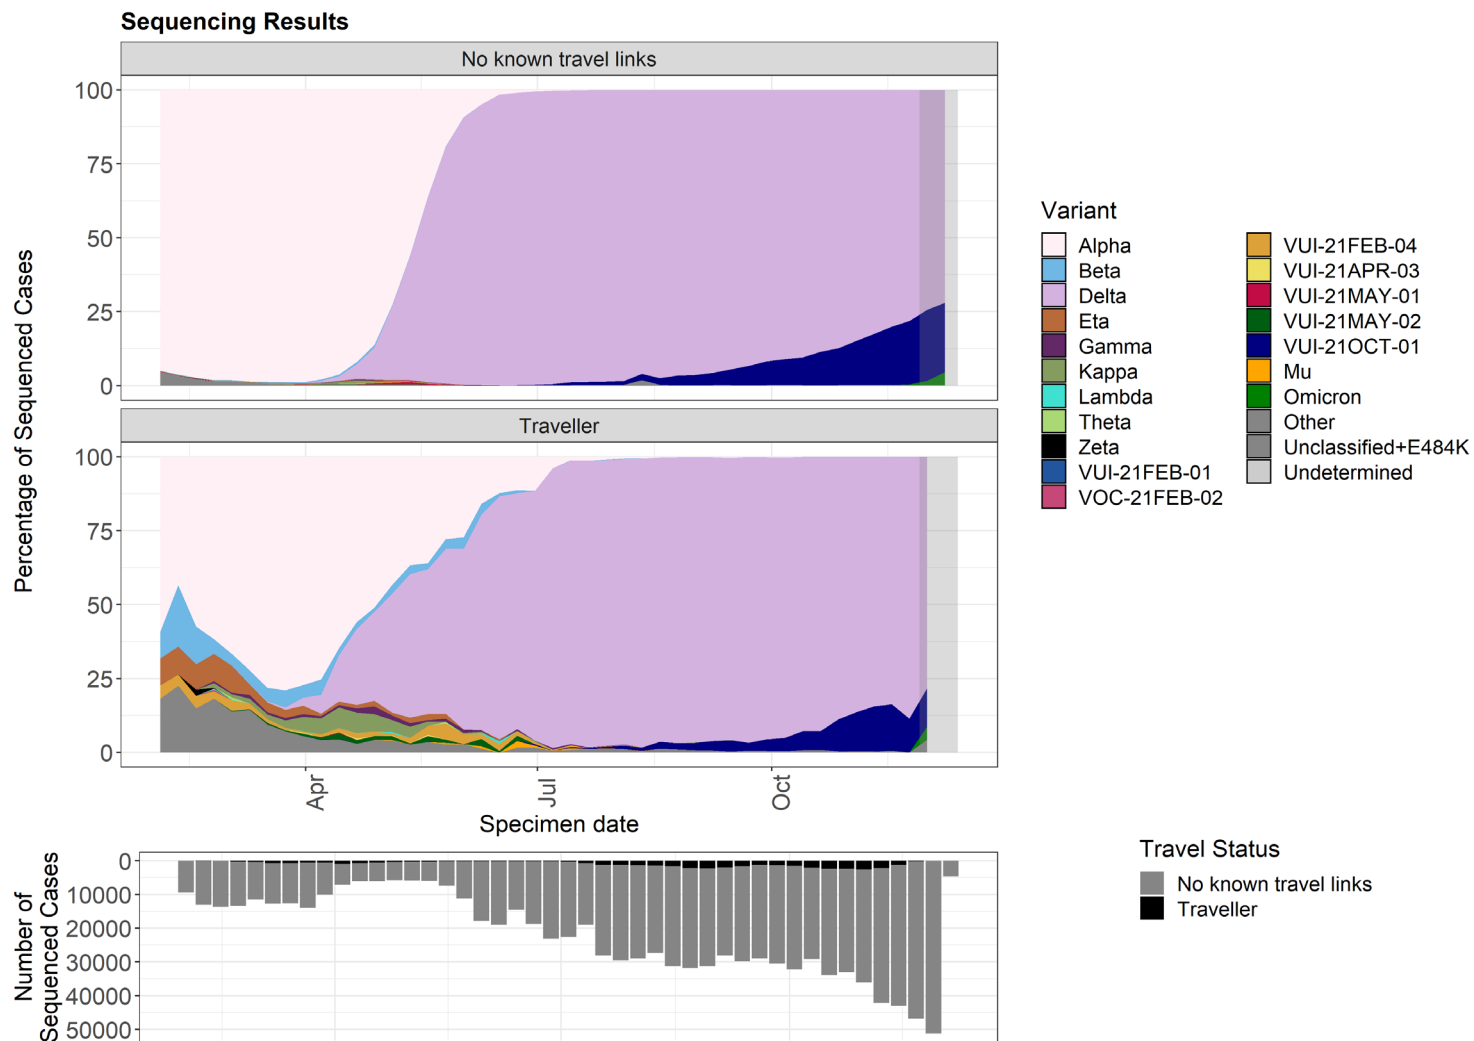 Sequencing Results
No known travel links
100
75
50
25
0
Traveller
100
75
50
25
0
Percentage of Sequenced Cases
Apr
Jul
Oct
Specimen date
Variant
Alpha
Beta
Delta
Eta
Gamma
Kappa
Lambda
Theta
Zeta
VUI-21FEB-01
VOC-21FEB-02
VUI-21FEB-04
VUI-21APR-03
VUI-21MAY-01
VUI-21MAY-02
VUI-21OCT-01
Mu
Omicron
Other
Unclassified+E484K
Undetermined
0
10000
20000
30000
40000
50000
Number of
Sequenced Cases
Travel Status
No known travel links
Traveller